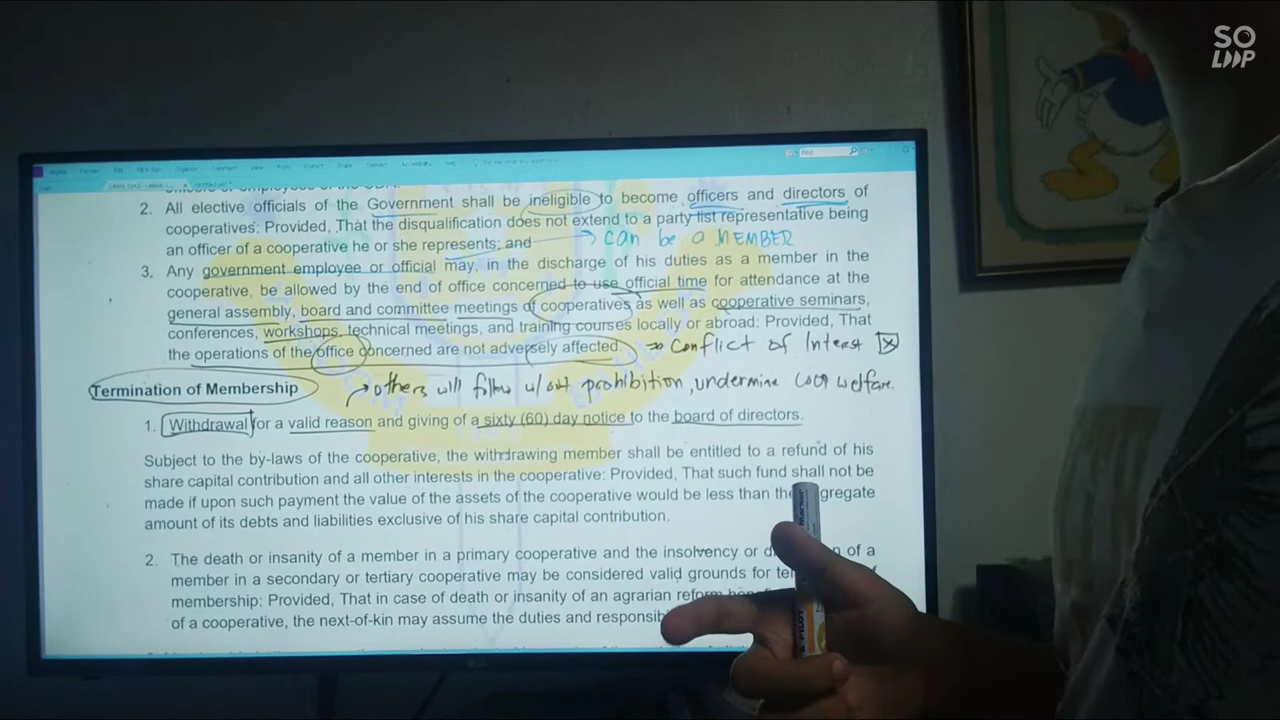 SO
LOOP
2. All elective officials of the Government shall be ineligible to become officers and directors of
cooperatives: Provided, That the disqualification does not extend to a party list representative being
an officer of a cooperative he or she represents; and → can be a MEMBER
3. Any government employee or official may, in the discharge of his duties as a member in the
cooperative, be allowed by the end of office concerned to use official time for attendance at the
general assembly, board and committee meetings of cooperatives as well as cooperative seminars,
conferences, workshops, technical meetings, and training courses locally or abroad: Provided, That
the operations of the office concerned are not adversely affected. → Conflict of Interest
Termination of Membership → others will follow w/out prohibition, undermine coop welfare.
1. Withdrawal for a valid reason and giving of a sixty (60) day notice to the board of directors.
Subject to the by-laws of the cooperative, the withdrawing member shall be entitled to a refund of his
share capital contribution and all other interests in the cooperative: Provided, That such fund shall not be
made if upon such payment the value of the assets of the cooperative would be less than the gregate
amount of its debts and liabilities exclusive of his share capital contribution.
2. The death or insanity of a member in a primary cooperative and the insolvency or of a
member in a secondary or tertiary cooperative may be considered valid grounds for
membership: Provided, That in case of death or insanity of an agrarian reform
of a cooperative, the next-of-kin may assume the duties and
Marker
PILOT